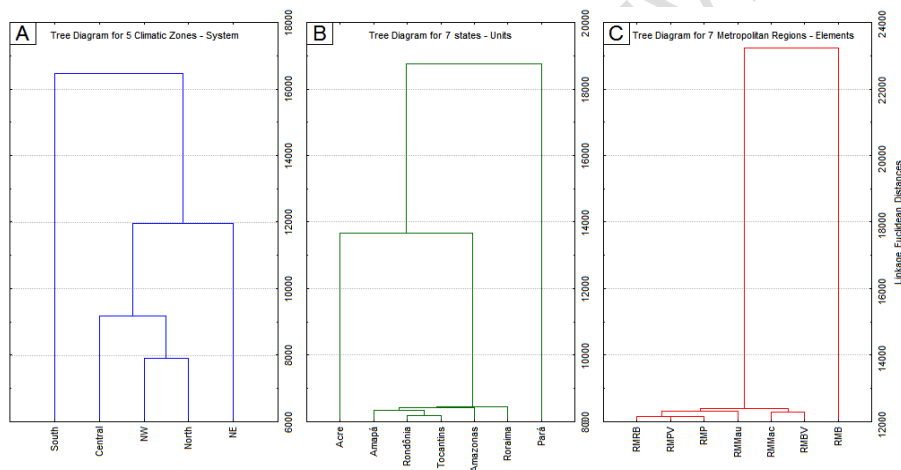 A
Tree Diagram for 5 Climatic Zones - System
18000
16000
14000
12000
10000
8000
6000
South
Central
NW
North
NE
B
Tree Diagram for 7 states - Units
20000
18000
16000
14000
12000
10000
8000
Acre
Amapá
Rondônia
Tocantins
Amazonas
Roraima
Pará
C
Tree Diagram for 7 Metropolitan Regions - Elements
24000
22000
20000
18000
16000
14000
12000
Linkage Euclidean Distances
RMRB
RMPV
RMP
RMMau
RMMac
RMBV
RMB